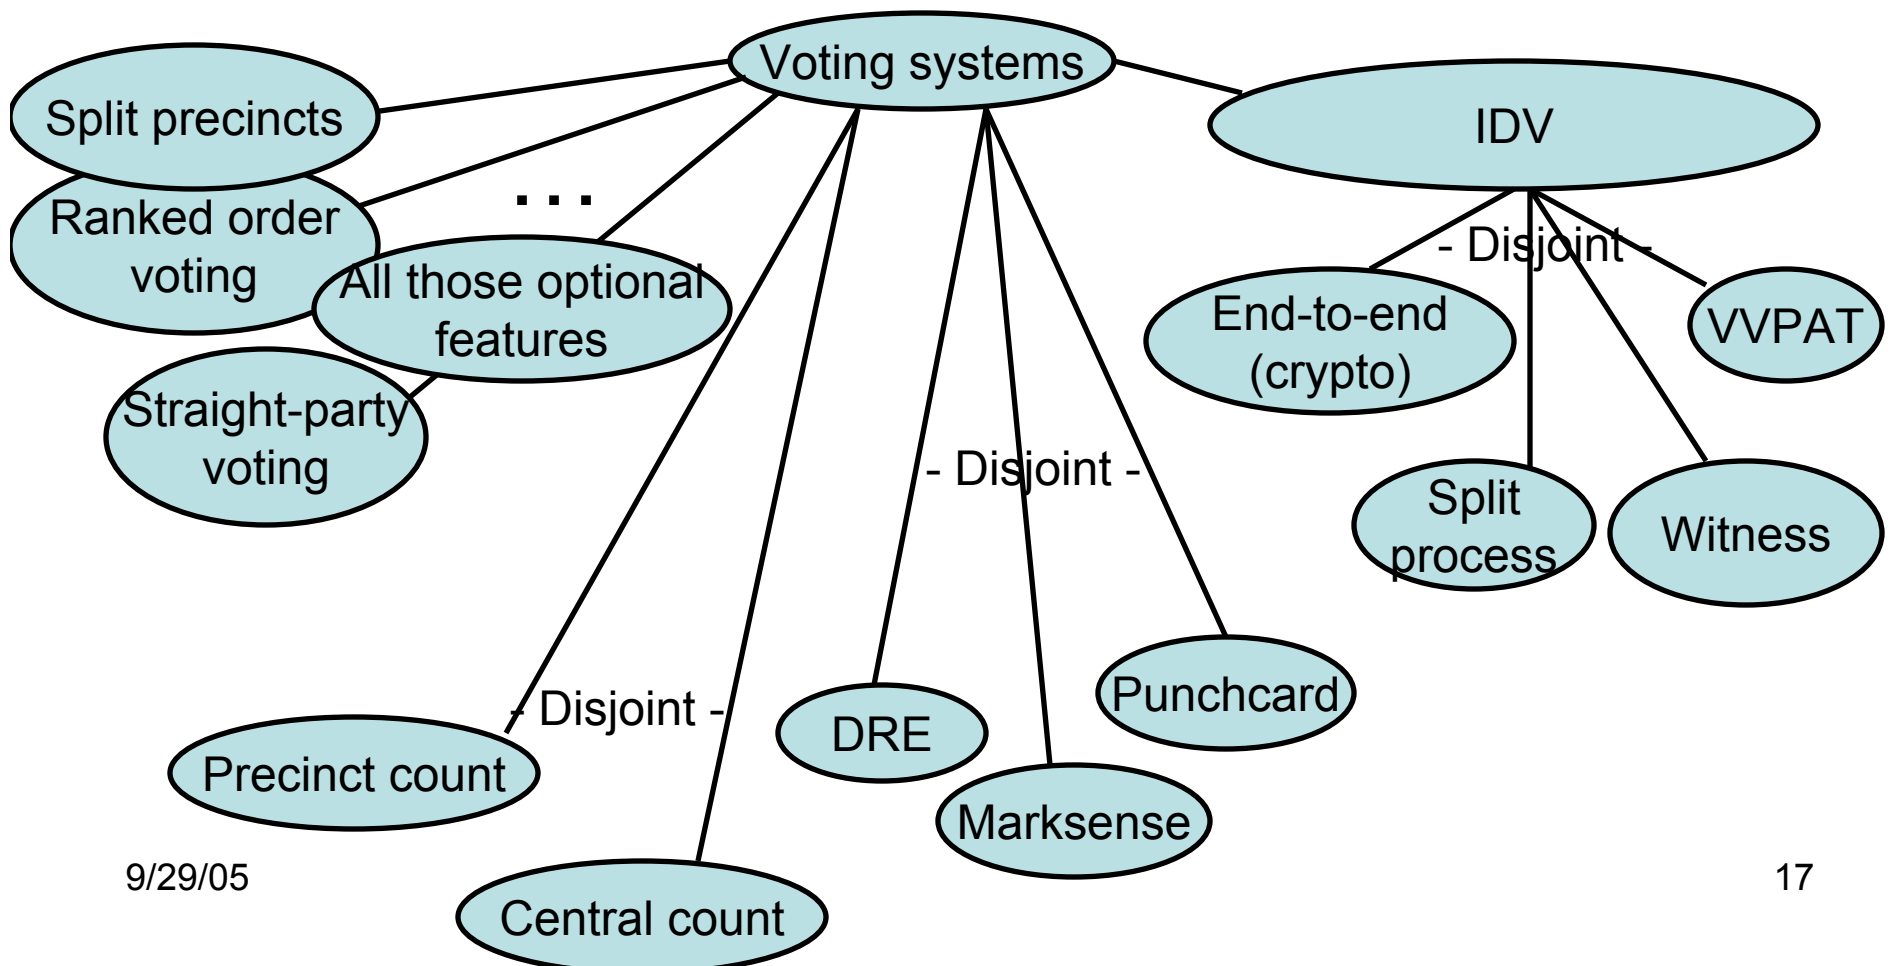 Voting systems
Split precincts
IDV
Ranked order
voting
. . .
- Disjoint -
All those optional
features
End-to-end
(crypto)
VVPAT
Straight-party
voting
- Disjoint -
Split
process
Witness
- Disjoint -
Punchcard
DRE
Precinct count
Marksense
Central count
9/29/05
17